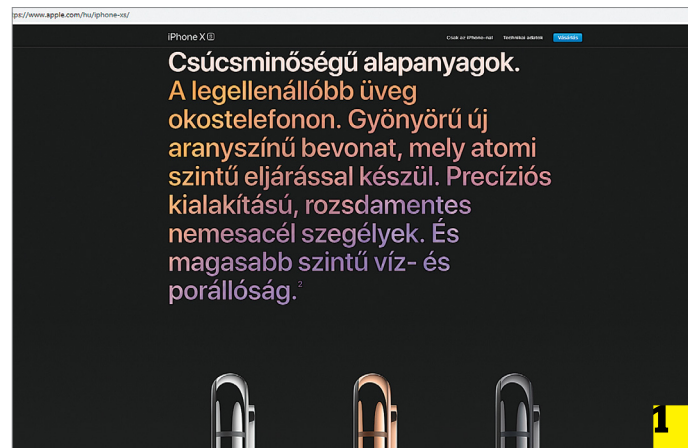 ps://www.apple.com/hu/iphone-xs/
iPhone XS
Csak az iPhone-nal Technikai adatok Vásárlás
Csúcsminőségű alapanyagok.
A legellenállóbb üveg
okostelefonon. Gyönyörű új
aranyszínű bevonat, mely atomi
szintű eljárással készül. Precíziós
kialakítású, rozsdamentes
nemesacél szegélyek. És
magasabb szintű víz- és
porállóság.2
1